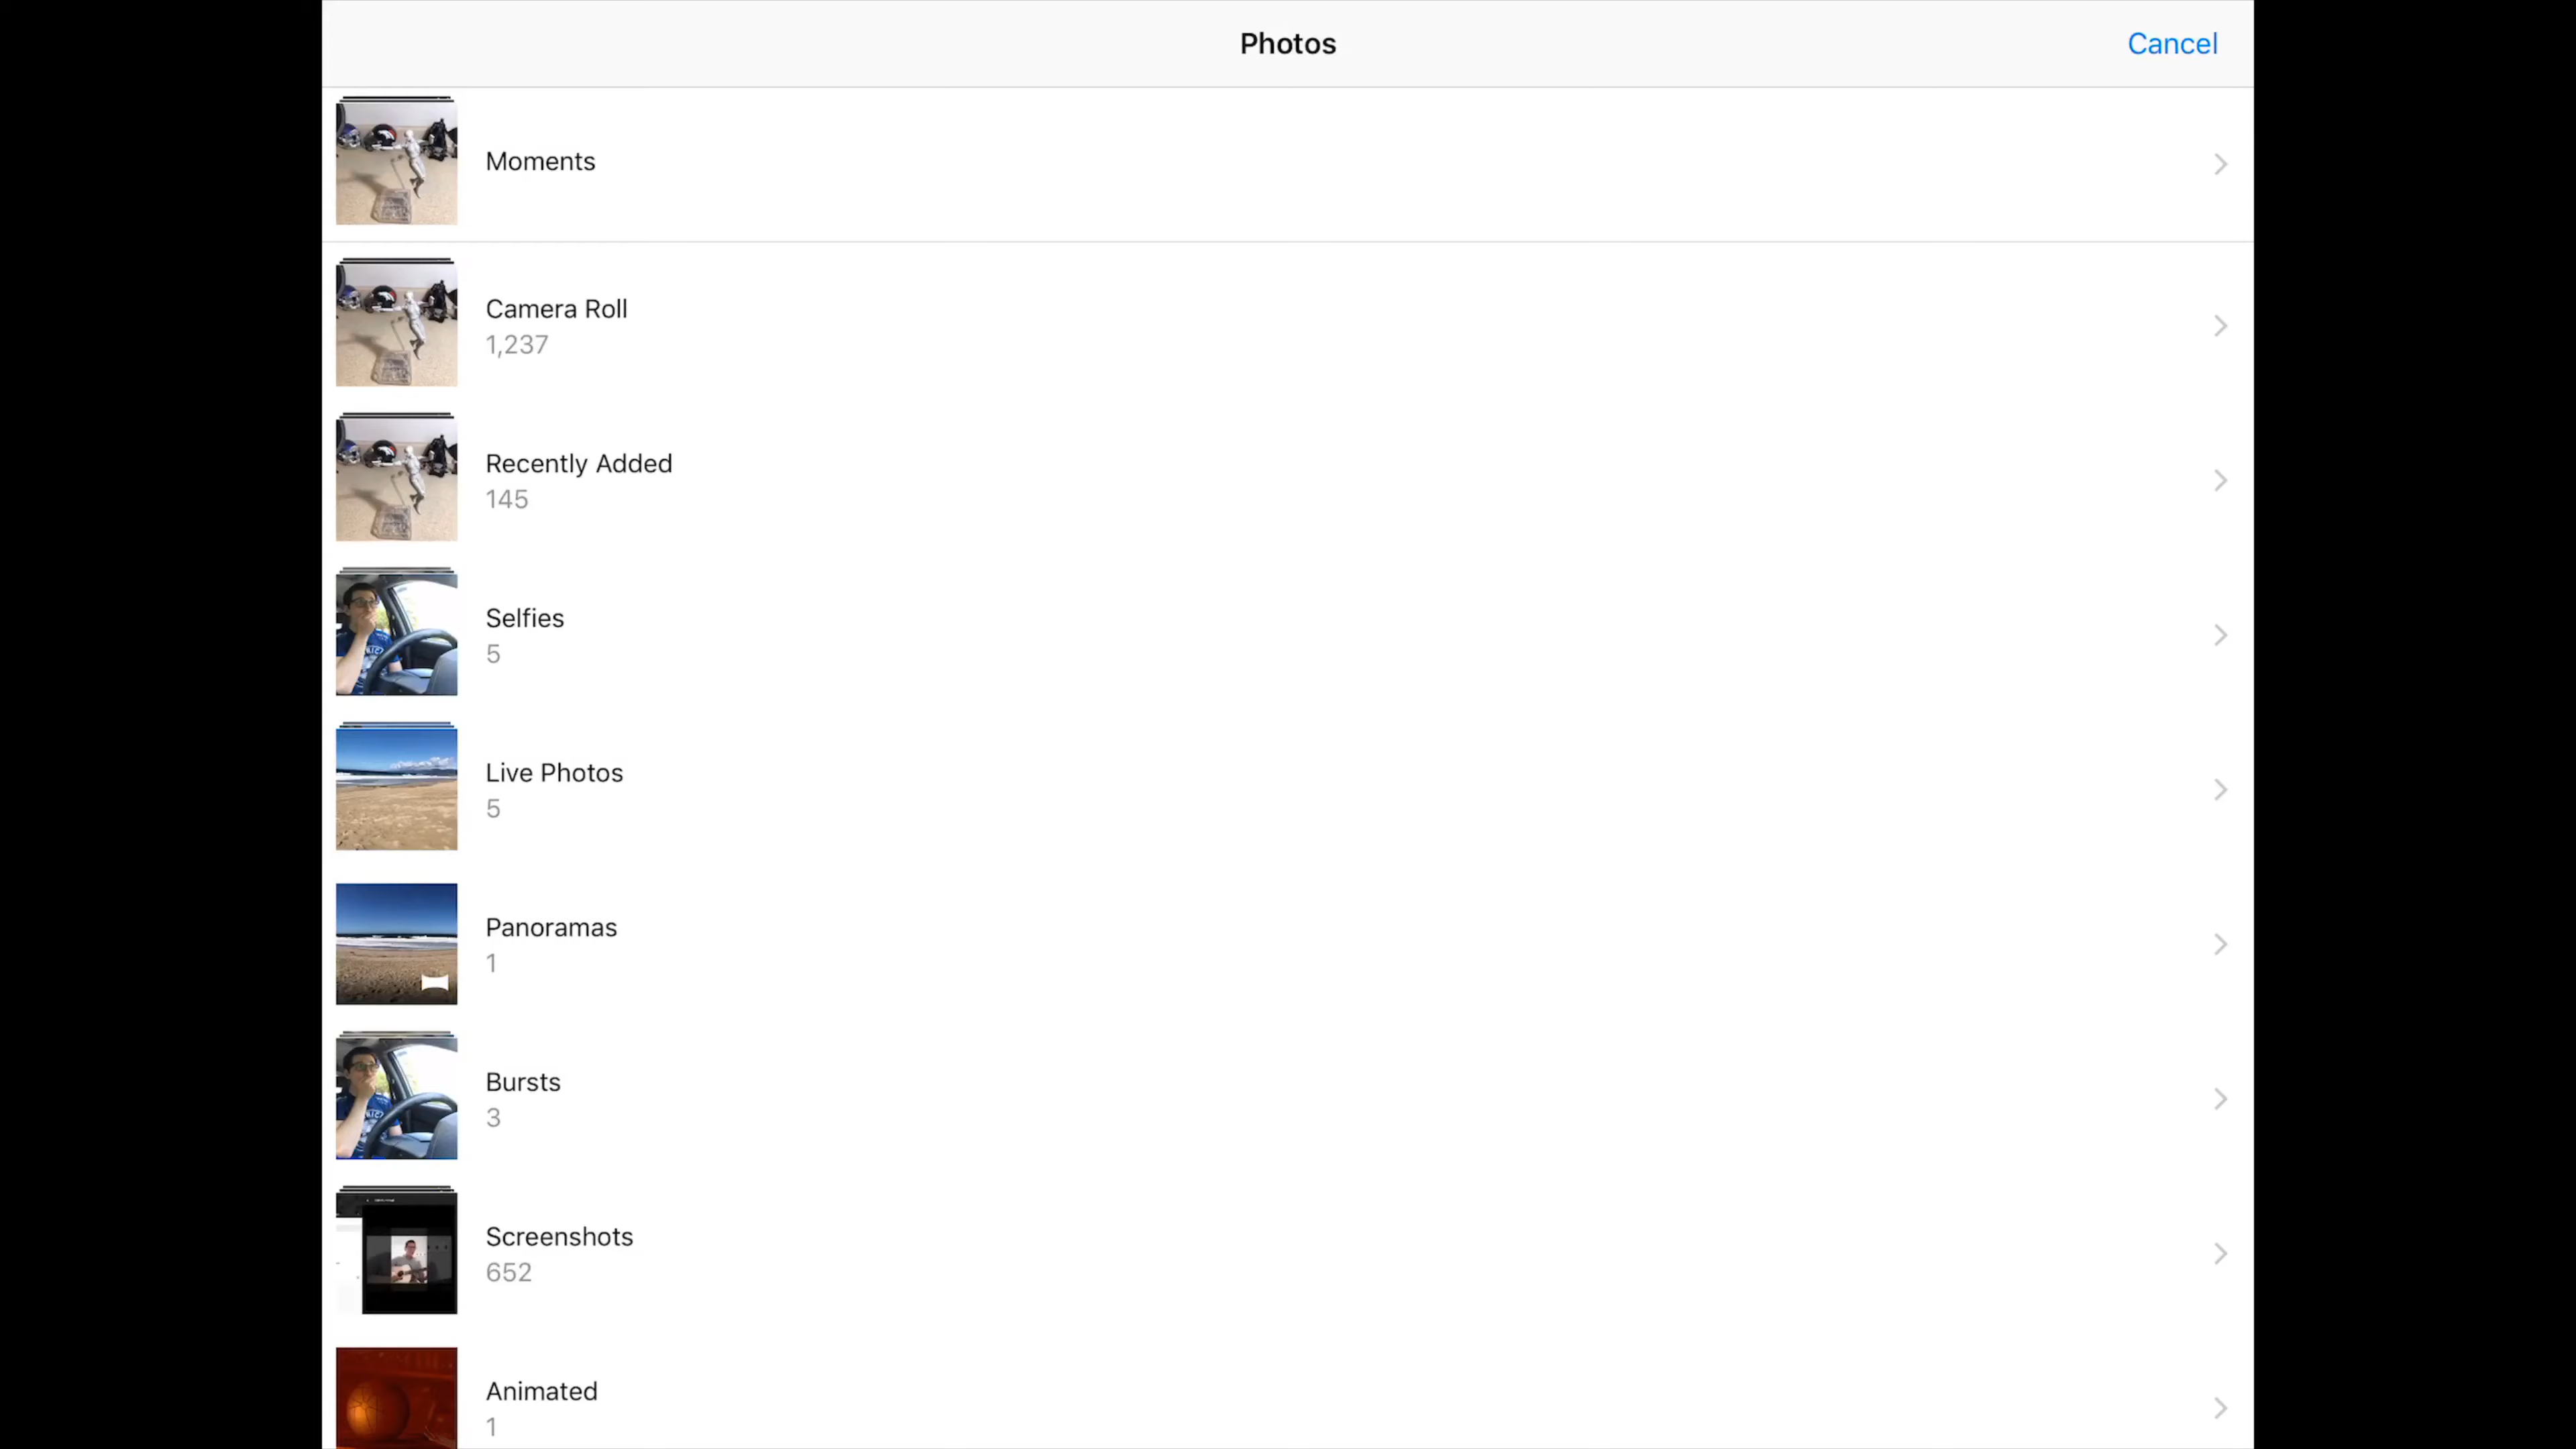 Photos
Cancel
Moments
Camera Roll
1,237
Recently Added
145
Selfies
5
Live Photos
5
Panoramas
1
Bursts
3
Screenshots
652
Animated
1